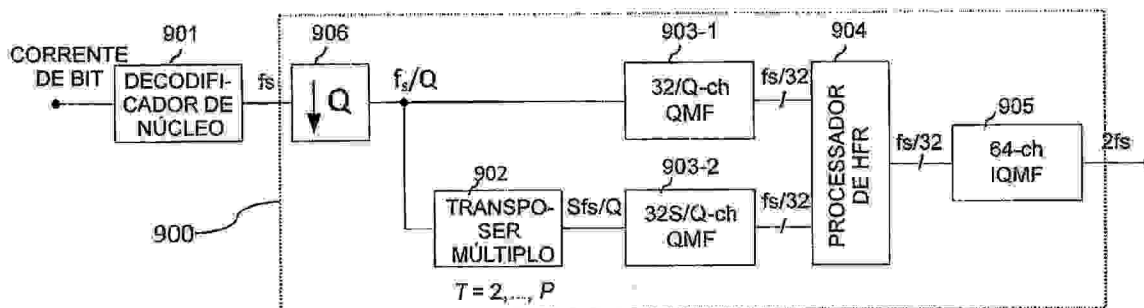 CORRENTE
DE BIT
901
DECODIFI-
CADOR DE
NÚCLEO
fs
906
Q
fs/Q
903-1
32/Q-ch
QMF
fs/32
904
PROCESSADOR
DE HFR
fs/32
905
64-ch
IQMF
2fs
900
902
TRANSPO-
SER
MÚLTIPLO
T = 2,...., P
Sfs/Q
903-2
32S/Q-ch
QMF
fs/32